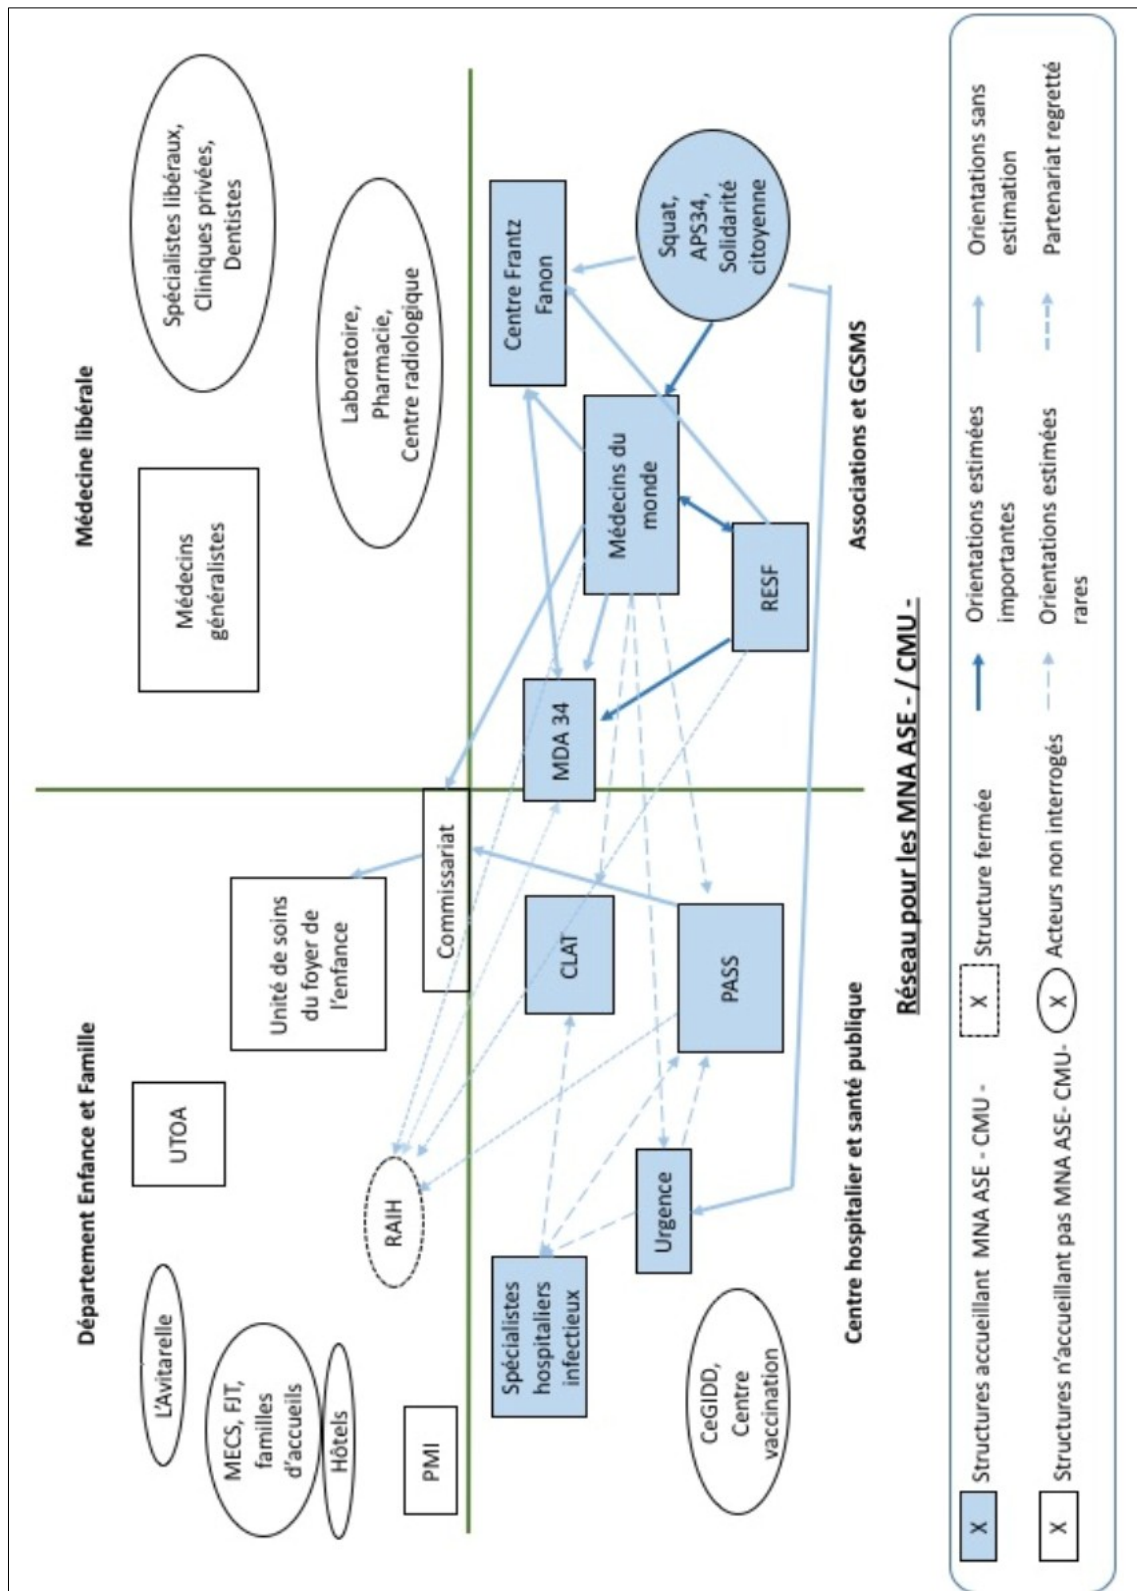 Département Enfance et Famille
Médecine libérale
L'Avitarelle
MECS, FJT,
familles
d'accueils
Hôtels
PMI
UTOA
RAIH
Unité de soins
du foyer de
l'enfance
Commissariat
Médecins
généralistes
Spécialistes libéraux,
Cliniques privées,
Dentistes
Laboratoire,
Pharmacie,
Centre radiologique
Spécialistes
hospitaliers
infectieux
Urgence
CeGIDD,
Centre
vaccination
CLAT
PASS
MDA 34
Médecins du
monde
RESF
Centre Frantz
Fanon
Squat,
APS34,
Solidarité
citoyenne
Centre hospitalier et santé publique
Associations et GCSMS
Réseau pour les MNA ASE - / CMU -
X
Structures accueillant MNA ASE - CMU -
X
Structure fermée
Orientations estimées
importantes
Orientations sans
estimation
X
Structures n'accueillant pas MNA ASE- CMU-
X
Acteurs non interrogés
Orientations estimées
rares
Partenariat regretté